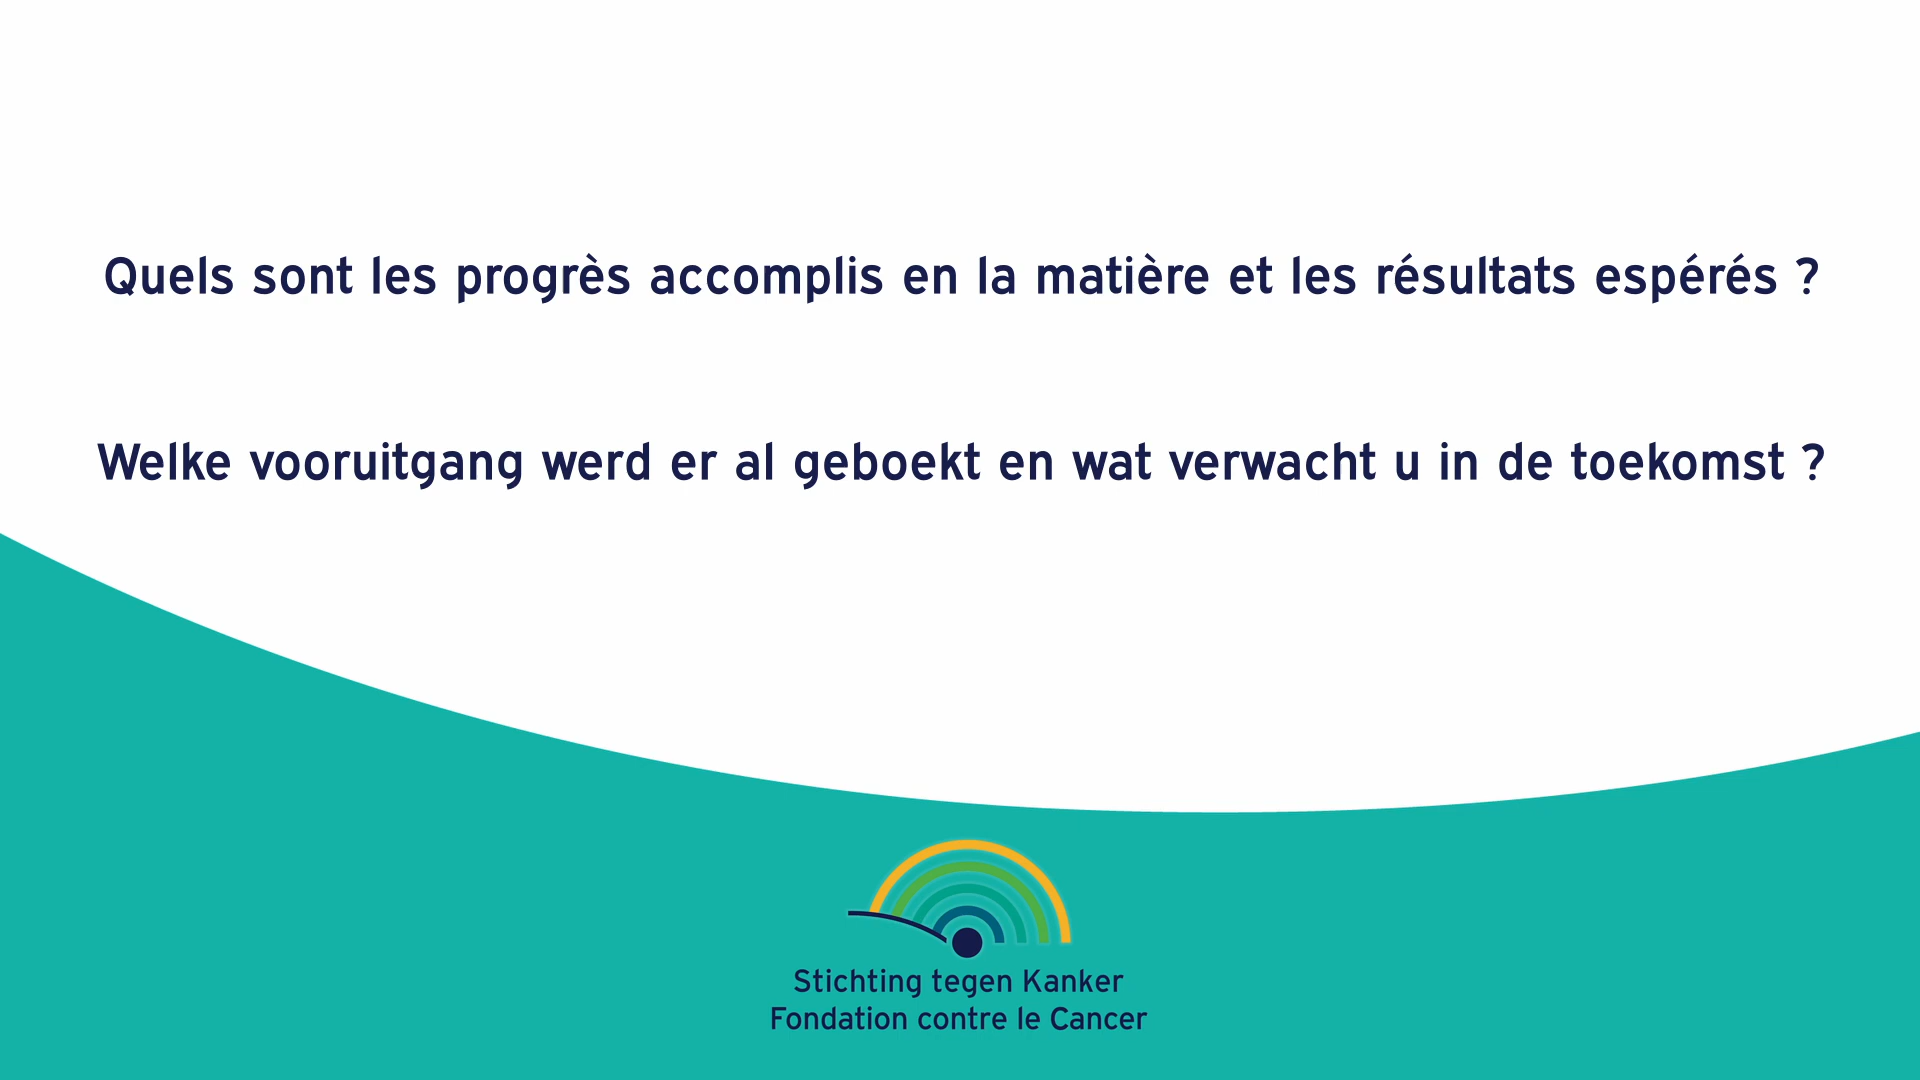 Quels sont les progrès accomplis en la matière et les résultats espérés ?
Welke vooruitgang werd er al geboekt en wat verwacht u in de toekomst ?
Stichting tegen Kanker
Fondation contre le Cancer